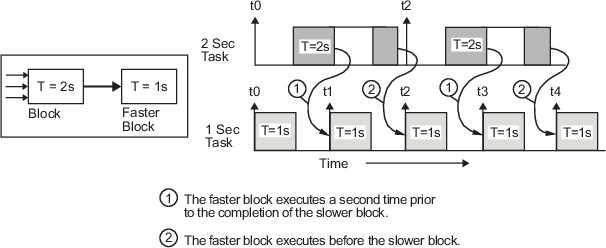 t0
t2
2 Sec
Task
T=2s
T=2s
T = 2s
T = 1s
Block
Faster
Block
1
2
1
2
t0
t1
t2
t3
t4
1 Sec
Task
T=1s
T=1s
T=1s
T=1s
T=1s
Time
1 The faster block executes a second time prior
to the completion of the slower block.
2 The faster block executes before the slower block.